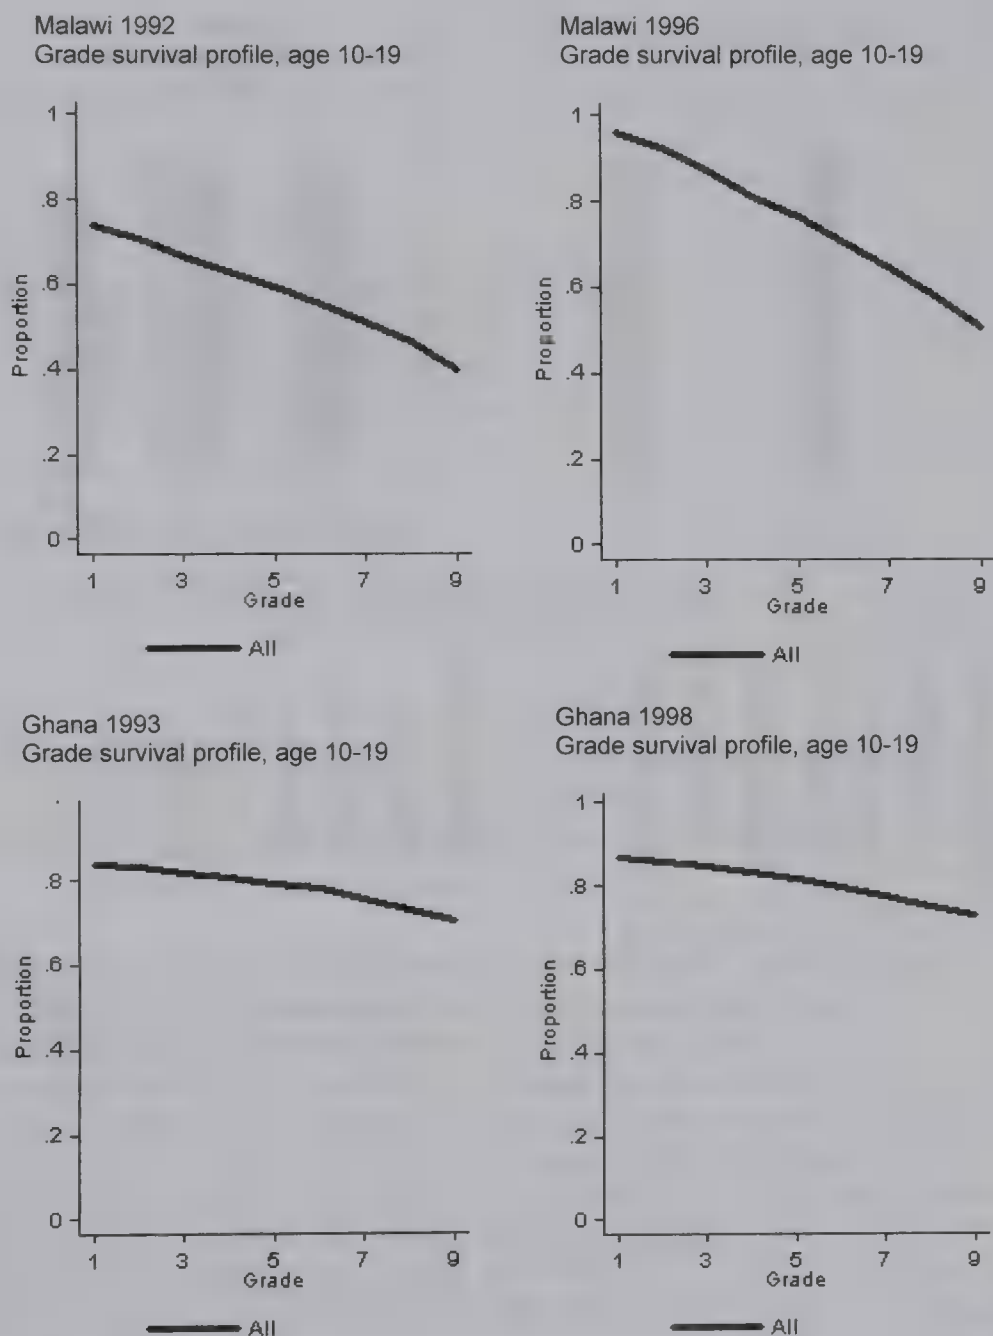 Malawi 1992
Grade survival profile, age 10-19
1
.8
.6
.4
.2
0
Proportion
1 3 5 7 9
Grade
All
Malawi 1996
Grade survival profile, age 10-19
1
.8
.6
.4
.2
0
Proportion
1 3 5 7 9
Grade
All
Ghana 1993
Grade survival profile, age 10-19
.8
.6
.4
.2
0
Proportion
1 3 5 7 9
Grade
All
Ghana 1998
Grade survival profile, age 10-19
1
.8
.6
.4
.2
0
Proportion
1 3 5 7 9
Grade
All